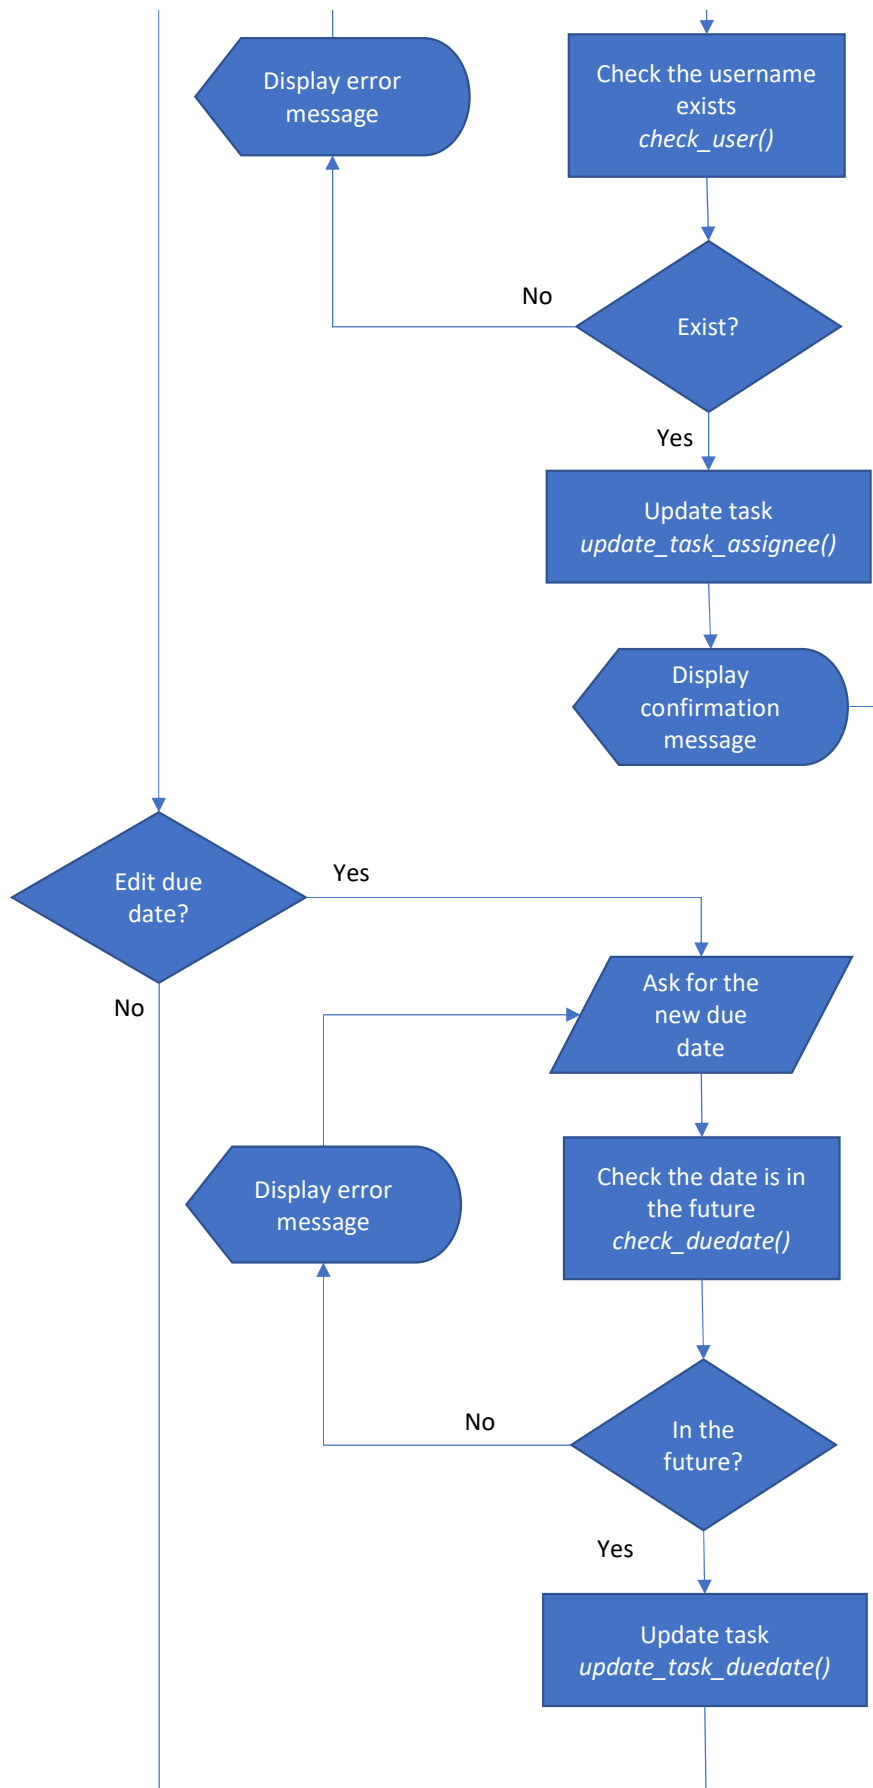 Display error
message
Check the username
exists
check_user()
No
Exist?
Yes
Update task
update_task_assignee()
Display
confirmation
message
Edit due
date?
Yes
No
Ask for the
new due
date
Display error
message
Check the date is in
the future
check_duedate()
No
In the
future?
Yes
Update task
update_task_duedate()